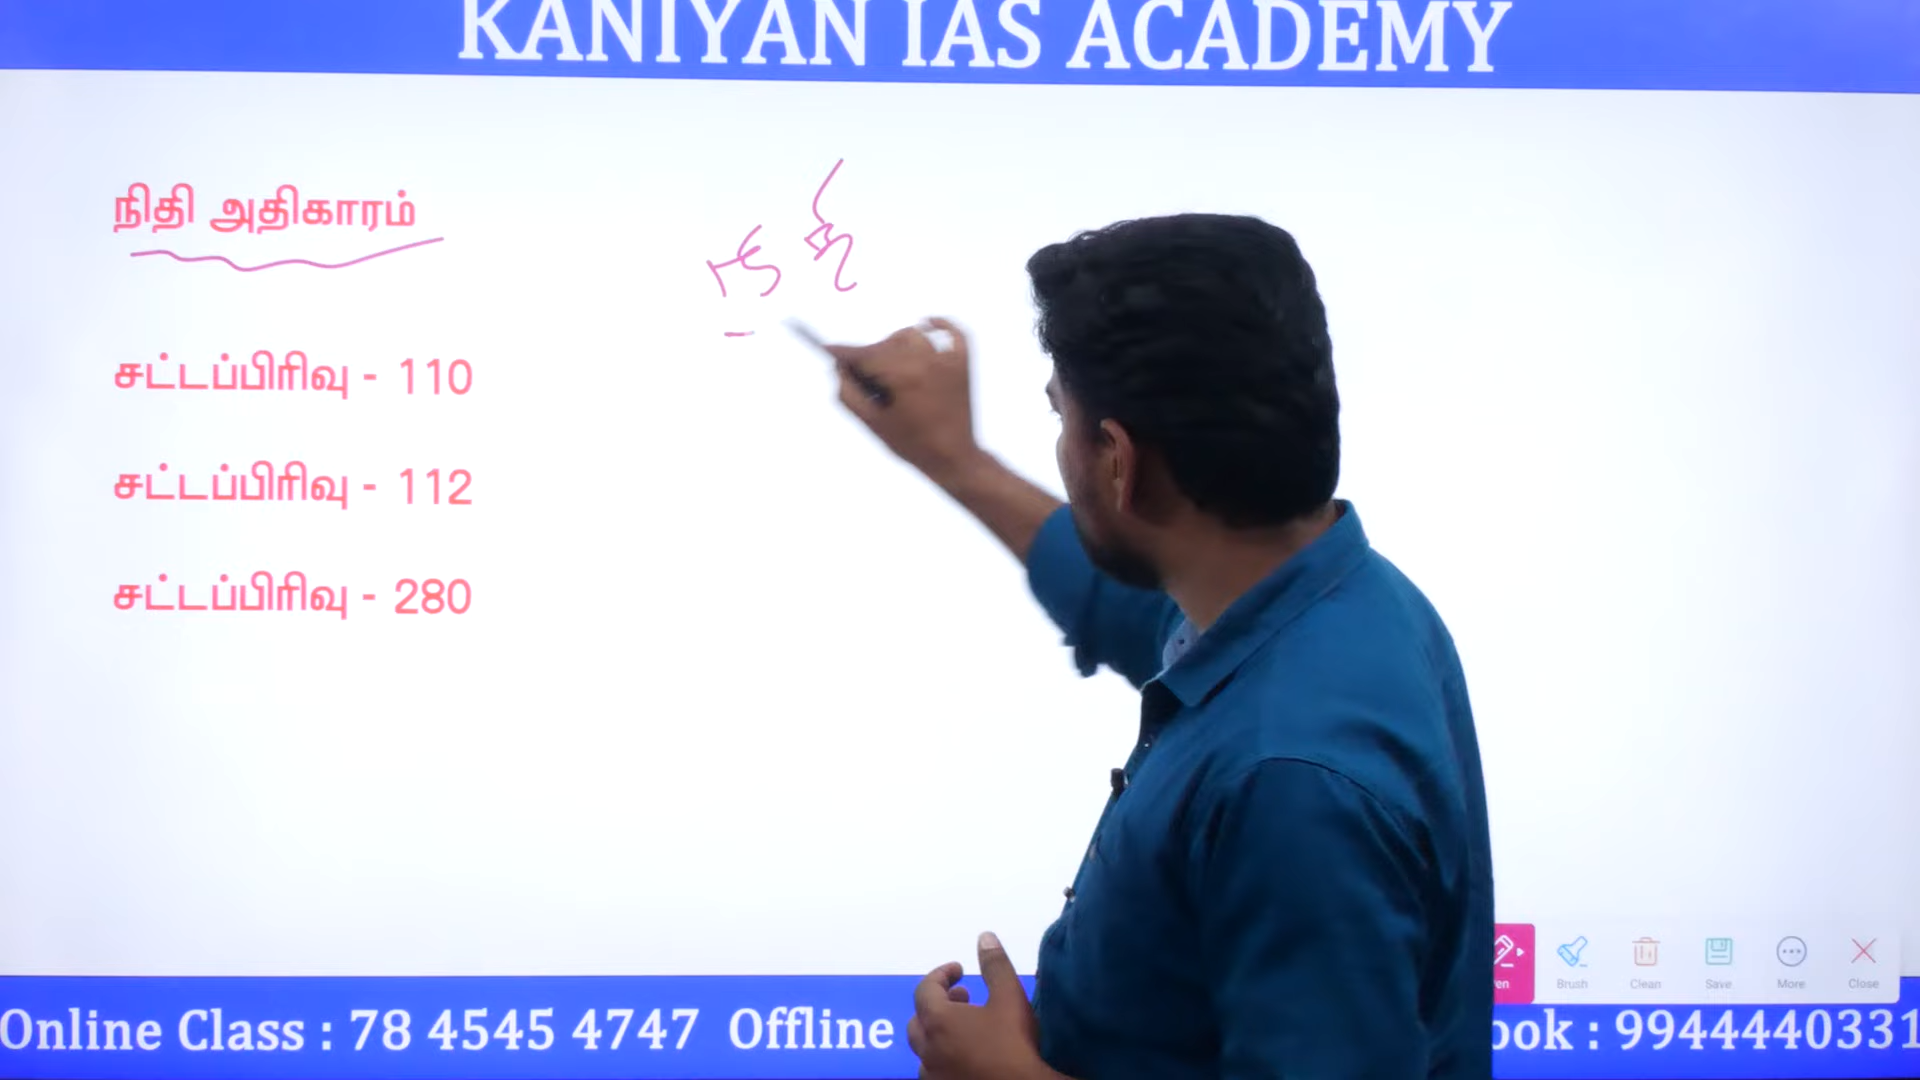 KANIYAN IAS ACADEMY
நிதி அதிகாரம்
சட்டப்பிரிவு - 110
சட்டப்பிரிவு - 112
சட்டப்பிரிவு - 280
Pen Brush Clean Save More Close
Online Class : 78 4545 4747 Offline ook : 9944440331